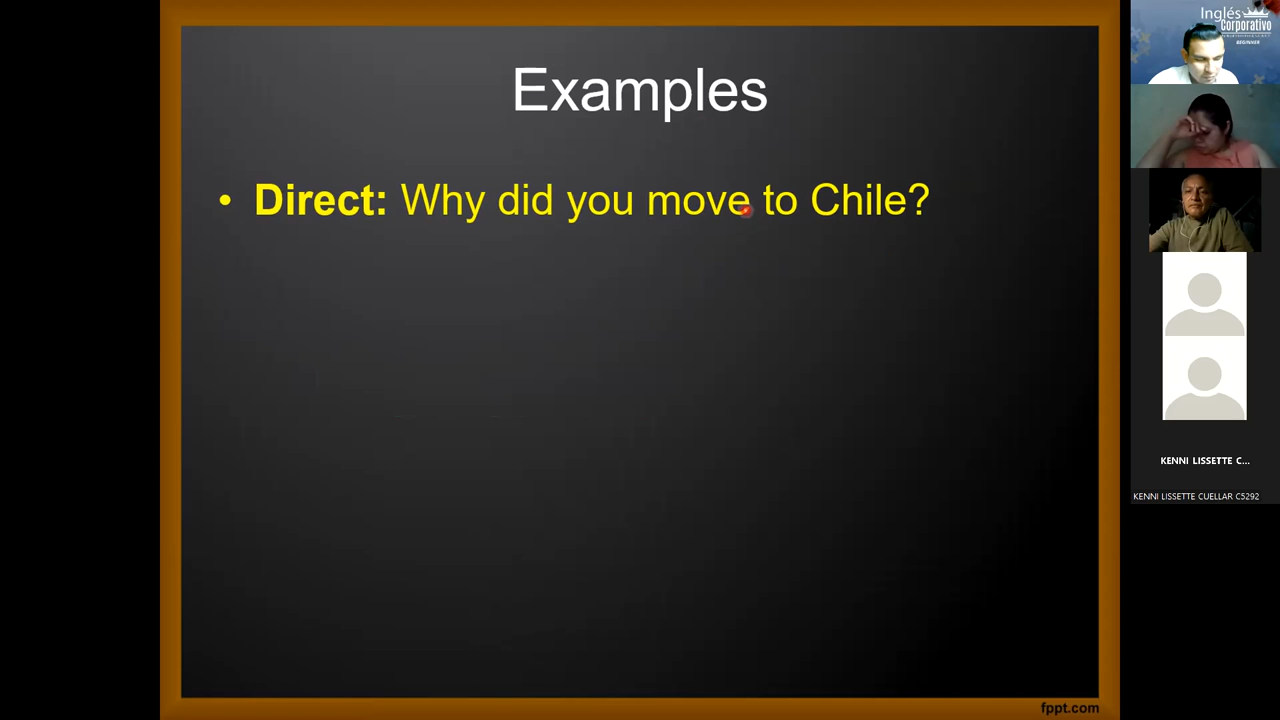 Examples
• Direct: Why did you move to Chile?
fppt.com
Inglés
Corporativo
BEGINNER
KENNI LISSETTE C...
KENNI LISSETTE CUELLAR C5292